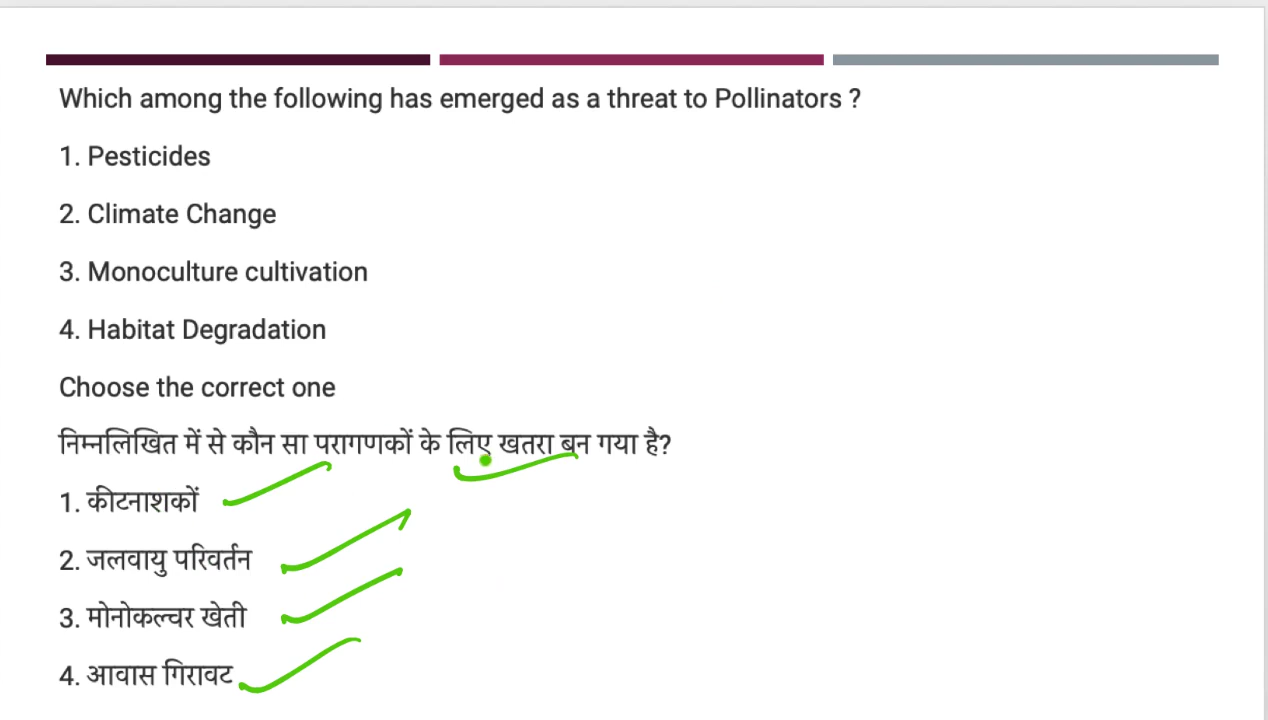 Which among the following has emerged as a threat to Pollinators ?
1. Pesticides
2. Climate Change
3. Monoculture cultivation
4. Habitat Degradation
Choose the correct one
निम्नलिखित में से कौन सा परागणकों के लिए खतरा बन गया है?
1. कीटनाशकों
2. जलवायु परिवर्तन
3. मोनोकल्चर खेती
4. आवास गिरावट